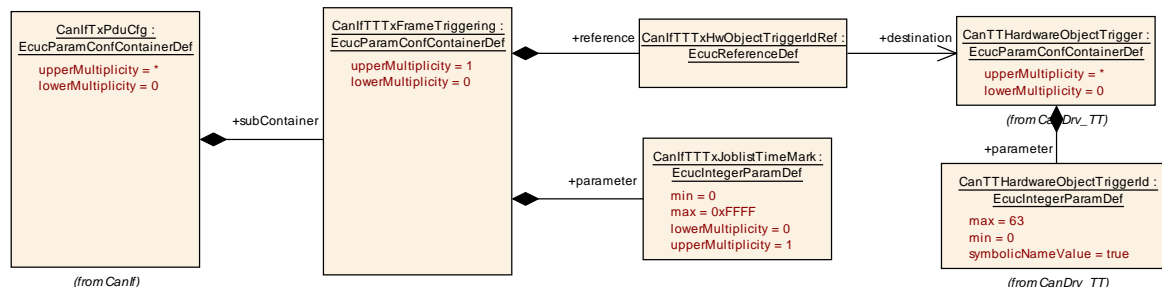 CanIfTxPduCfg :
EcucParamConfContainerDef
upperMultiplicity = *
lowerMultiplicity = 0
(from CanIf)
+subContainer
CanIfTTTxFrameTriggering :
EcucParamConfContainerDef
upperMultiplicity = 1
lowerMultiplicity = 0
+reference
CanIfTTTxHwObjectTriggerIdRef :
EcucReferenceDef
+destination
CanTTHardwareObjectTrigger :
EcucParamConfContainerDef
upperMultiplicity = *
lowerMultiplicity = 0
(from CanDrv_TT)
+parameter
CanIfTTTxJoblistTimeMark :
EcucIntegerParamDef
min = 0
max = 0xFFFF
lowerMultiplicity = 0
upperMultiplicity = 1
+parameter
CanTTHardwareObjectTriggerId :
EcucIntegerParamDef
max = 63
min = 0
symbolicNameValue = true
(from CanDrv_TT)